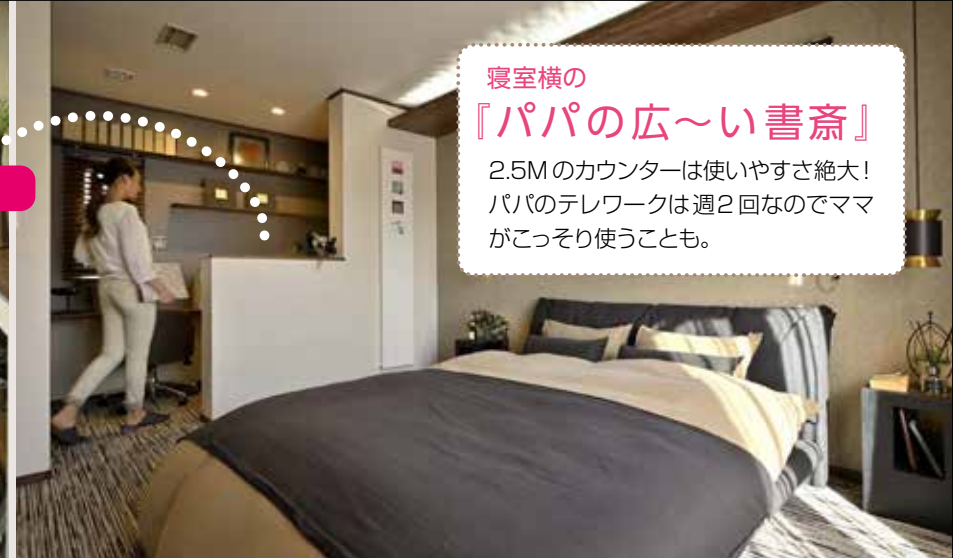 寝室横の
『パパの広〜い書斎』
2.5Mのカウンターは使いやすさ絶大！
パパのテレワークは週2回なのでママ
がこっそり使うことも。